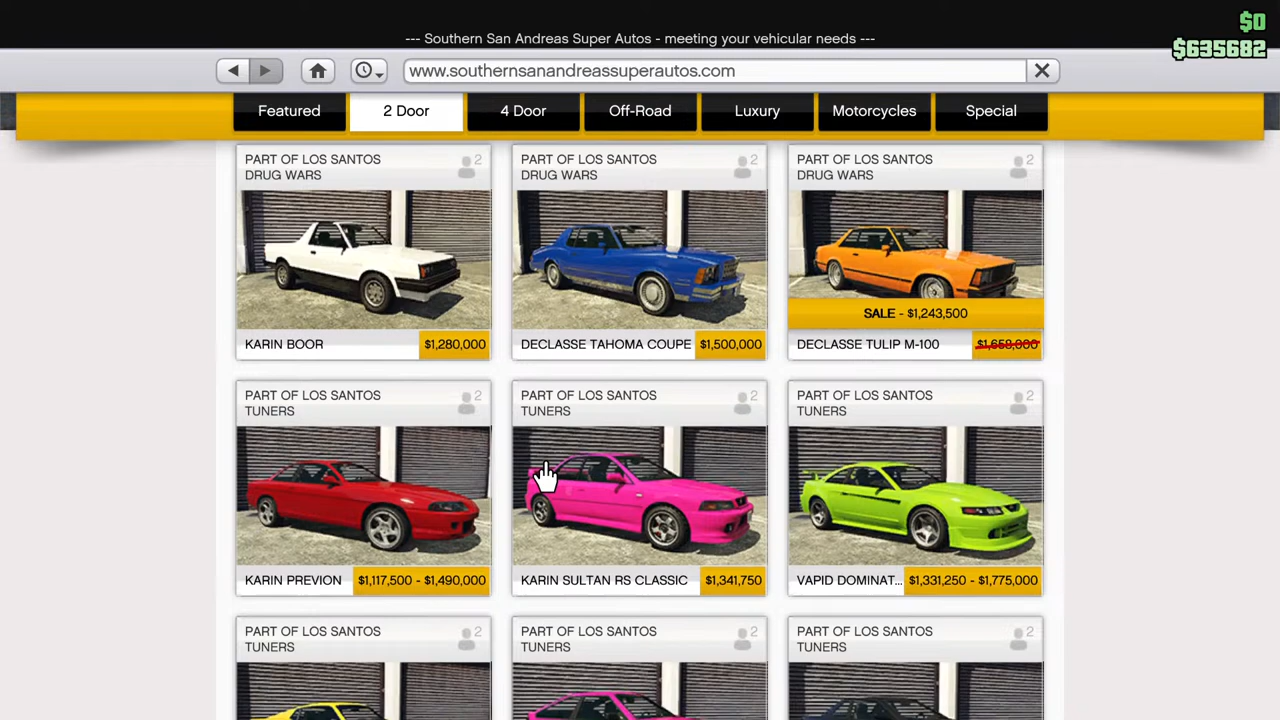 $0
--- Southern San Andreas Super Autos - meeting your vehicular needs ---
$635682
www.southernsanandreassuperautos.com
Featured
2 Door
4 Door
Off-Road
Luxury
Motorcycles
Special
PART OF LOS SANTOS
DRUG WARS
2
PART OF LOS SANTOS
DRUG WARS
2
PART OF LOS SANTOS
DRUG WARS
2
SALE - $1,243,500
KARIN BOOR
$1,280,000
DECLASSE TAHOMA COUPE
$1,500,000
DECLASSE TULIP M-100
$1,658,000
PART OF LOS SANTOS
TUNERS
2
PART OF LOS SANTOS
TUNERS
2
PART OF LOS SANTOS
TUNERS
2
KARIN PREVION
$1,117,500 - $1,490,000
KARIN SULTAN RS CLASSIC
$1,341,750
VAPID DOMINAT...
$1,331,250 - $1,775,000
PART OF LOS SANTOS
TUNERS
2
PART OF LOS SANTOS
TUNERS
2
PART OF LOS SANTOS
TUNERS
2